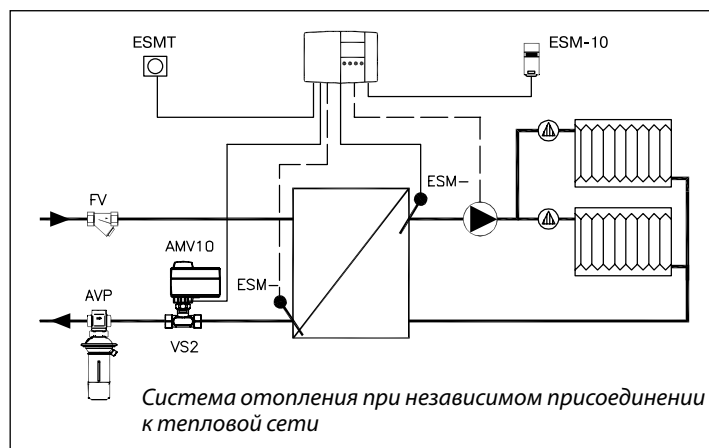 ESMT
ESM-10
FV
ESM-
AMV10
ESM-
AVP
VS2
Система отопления при независимом присоединении
к тепловой сети